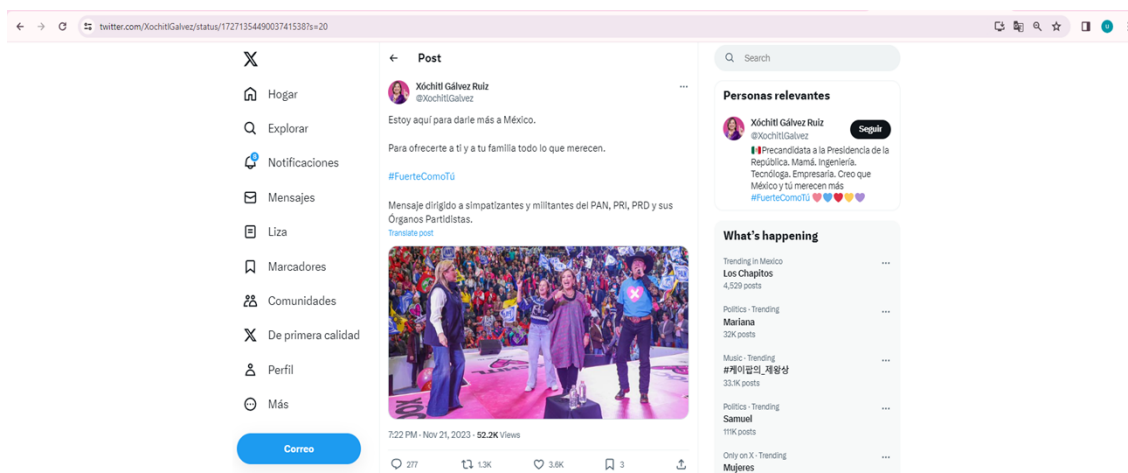 twitter.com/XochitlGalvez/status/1727135449003741538?s=20
Hogar
Explorar
8
Notificaciones
Mensajes
Liza
Marcadores
Comunidades
De primera calidad
Perfil
Más
Correo
Post
Xóchitl Gálvez Ruiz
@XochitlGalvez
Estoy aquí para darle más a México.
Para ofrecerte a ti y a tu familia todo lo que merecen.
#FuerteComoTú
Mensaje dirigido a simpatizantes y militantes del PAN, PRI, PRD y sus
Órganos Partidistas.
Translate post
7:22 PM · Nov 21, 2023 · 52.2K Views
277 1.3K 3.6K 3
Search
Personas relevantes
Xóchitl Gálvez Ruiz
@XochitlGalvez
Seguir
Precandidata a la Presidencia de la
República. Mamá. Ingeniería.
Tecnóloga. Empresaria. Creo que
México y tú merecen más
#FuerteComoTú
What's happening
Trending in Mexico
Los Chapitos
4,529 posts
Politics · Trending
Mariana
32K posts
Music · Trending
#케이팝의_제왕상
33.1K posts
Politics · Trending
Samuel
111K posts
Only on X · Trending
Mujeres